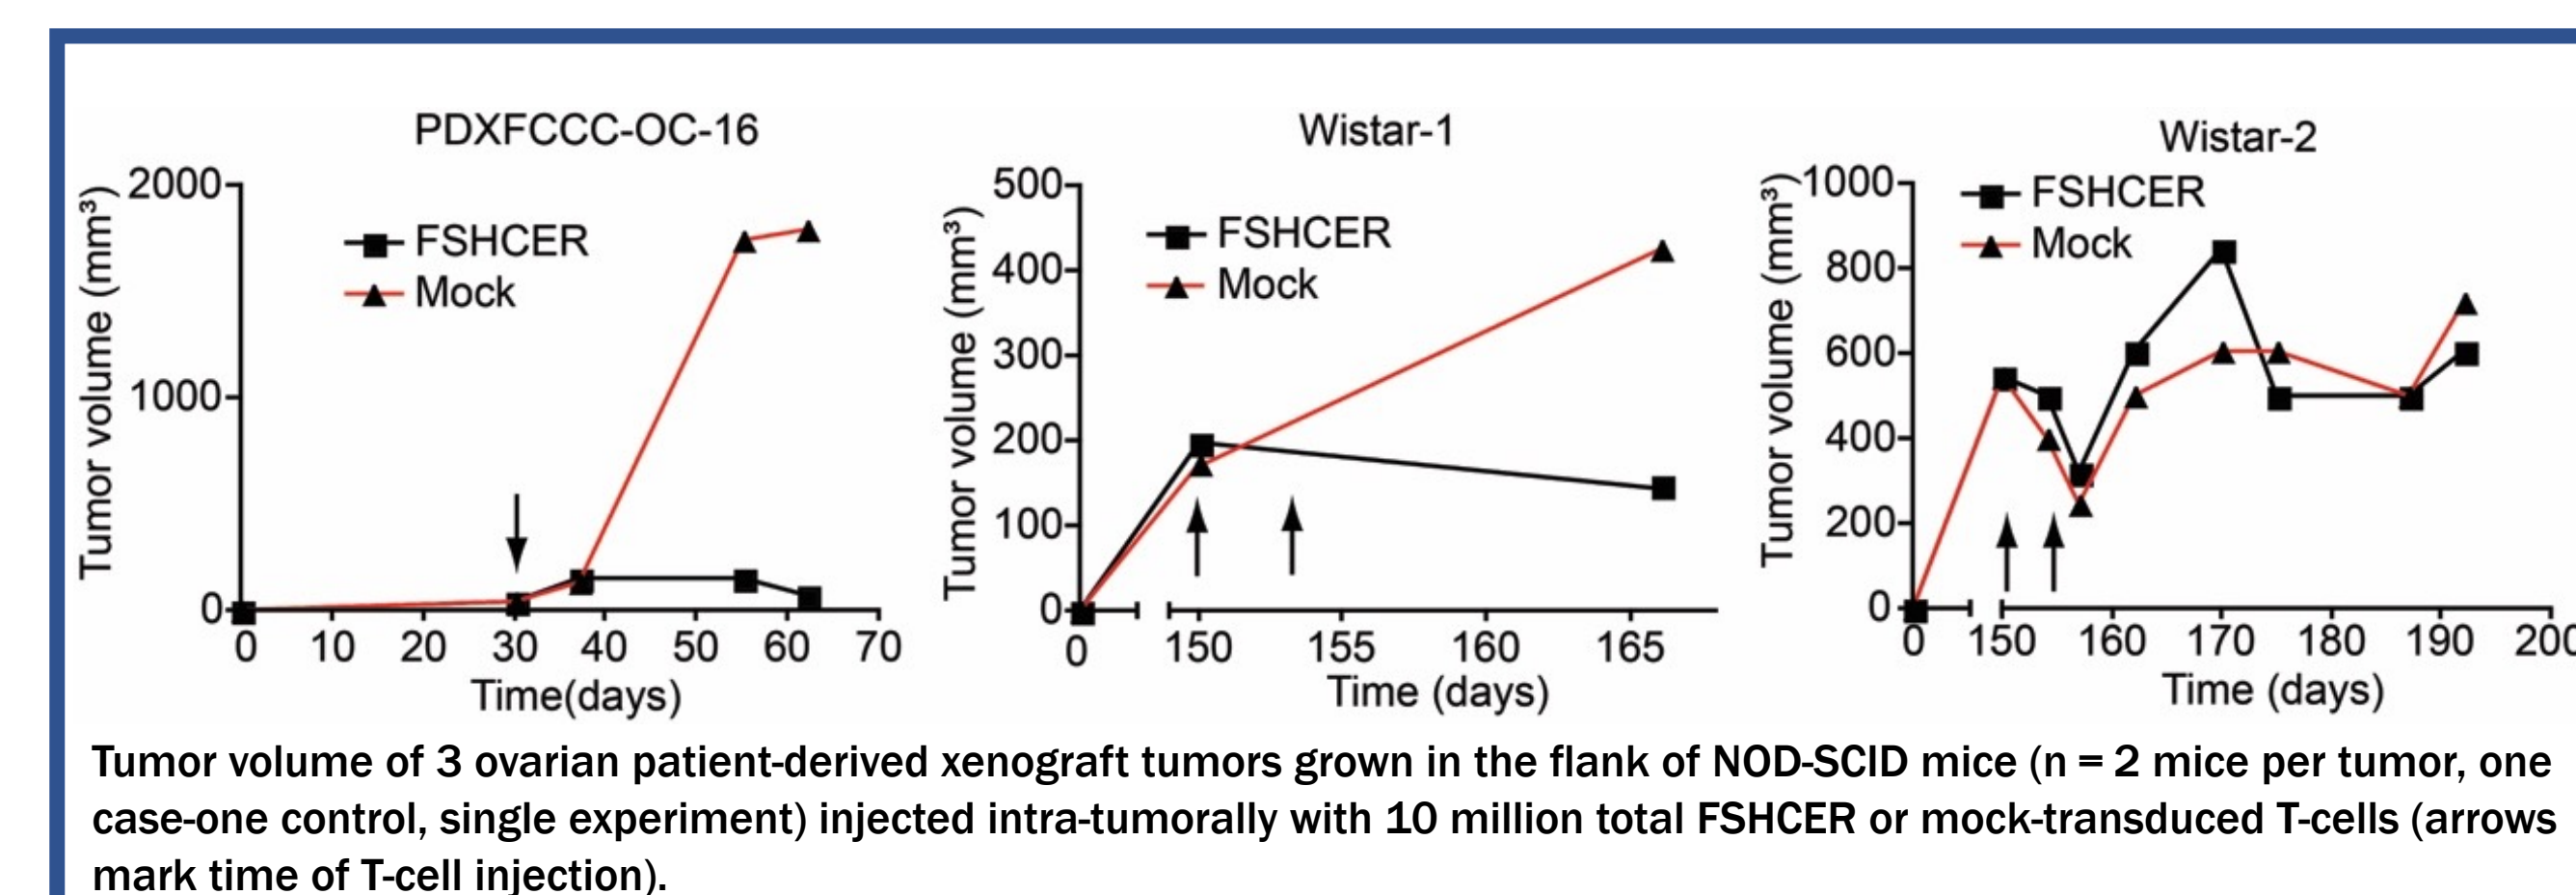 PDXFCCC-OC-16
Tumor volume (mm³)
2000
1000
0
FSHCER
Mock
0 10 20 30 40 50 60 70
Time(days)
Wistar-1
Tumor volume (mm³)
500
400
300
200
100
0
FSHCER
Mock
0 150 155 160 165
Time (days)
Wistar-2
Tumor volume (mm³)
1000
800
600
400
200
0
FSHCER
Mock
0 150 160 170 180 190 200
Time (days)
Tumor volume of 3 ovarian patient-derived xenograft tumors grown in the flank of NOD-SCID mice (n = 2 mice per tumor, one
case-one control, single experiment) injected intra-tumorally with 10 million total FSHCER or mock-transduced T-cells (arrows
mark time of T-cell injection).